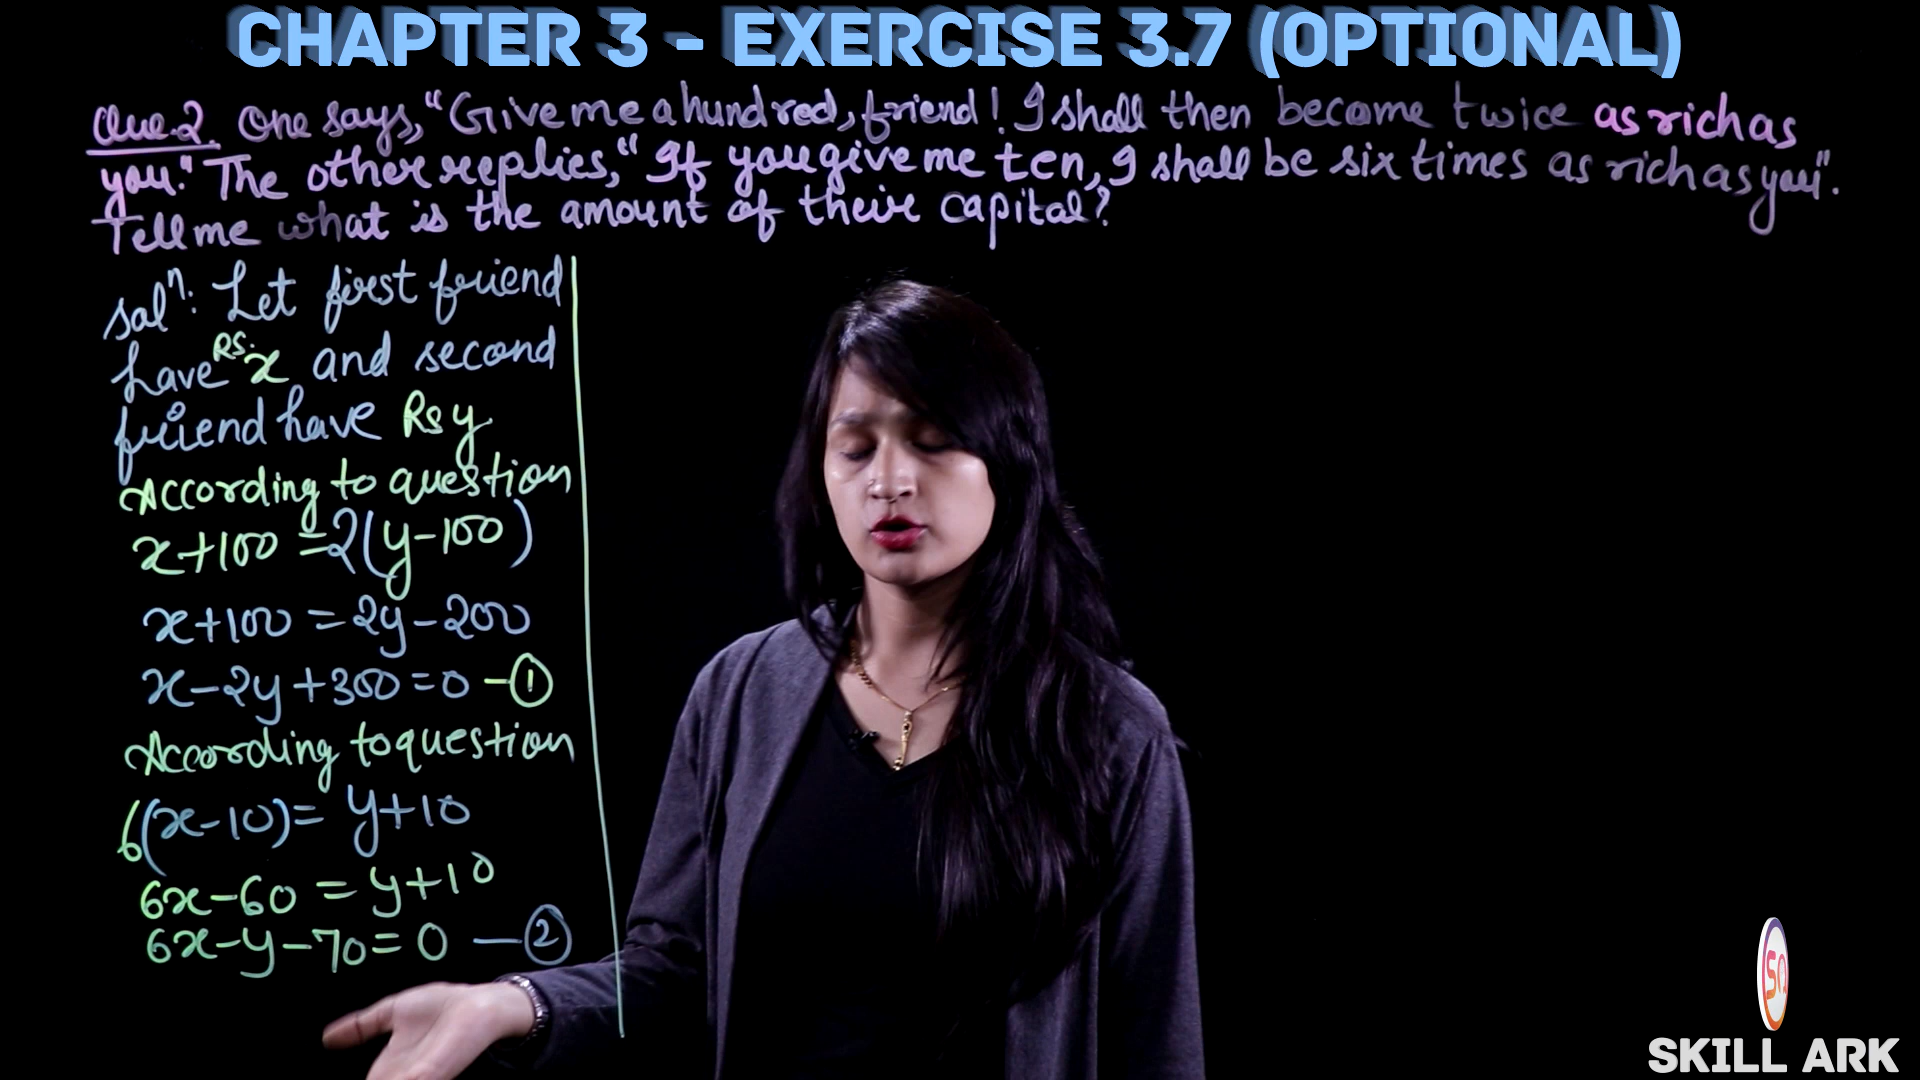 CHAPTER 3 - EXERCISE 3.7 (OPTIONAL)
Que.2. One says, "Give me a hundred, friend! I shall then become twice as rich as
you." The other replies, "If you give me ten, I shall be six times as rich as you".
Tell me what is the amount of their capital?
solⁿ: Let first friend
have Rs. x and second
friend have Rs y
According to question
x+100 = 2(y-100)
x+100 = 2y-200
x-2y+300=0 -①
According to question
6(x-10)= y+10
6x-60 = y+10
6x-y-70=0 -②
SA
SKILL ARK